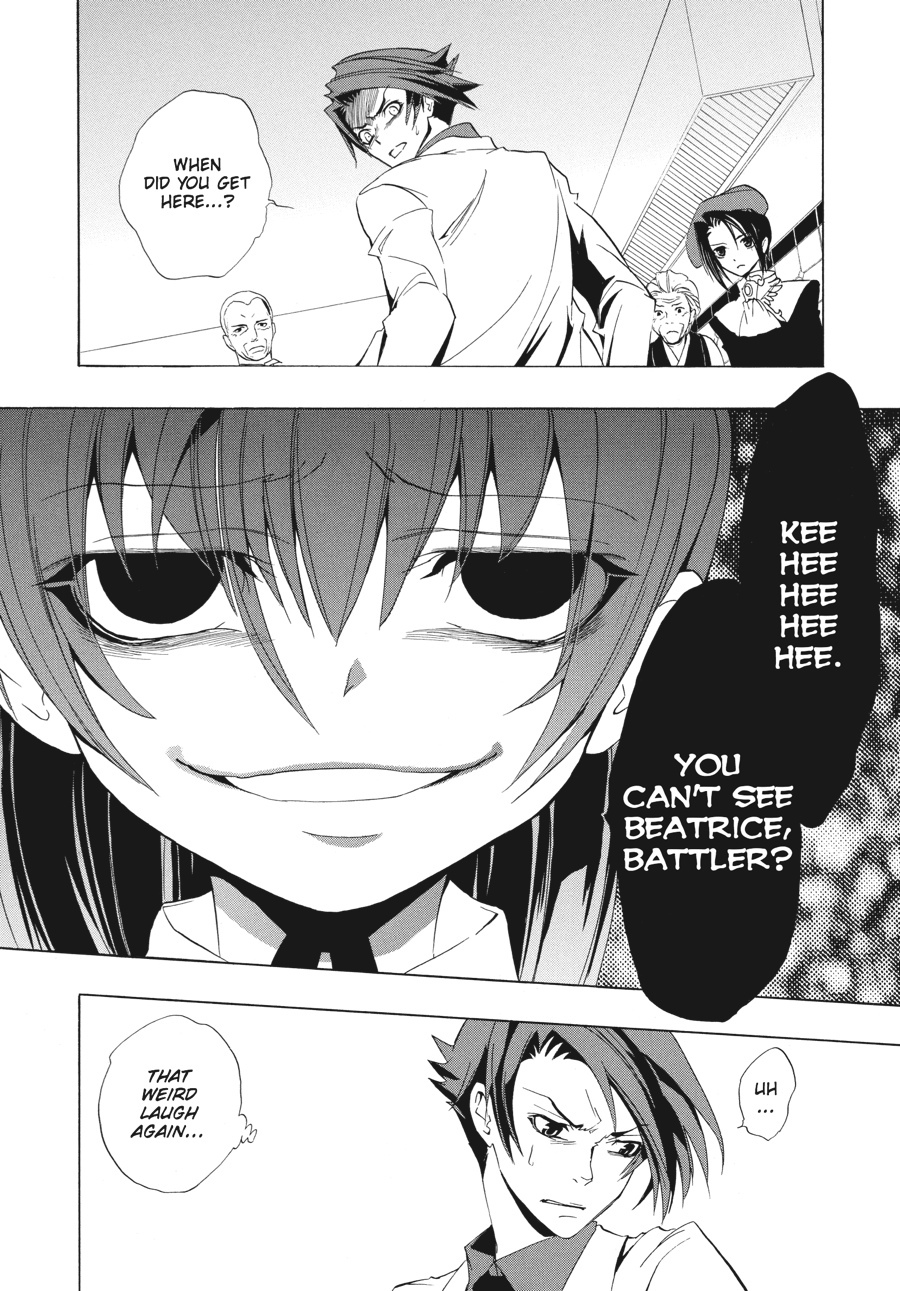 WHEN
DID YOU GET
HERE...?
KEE
HEE
HEE
HEE
HEE.
YOU
CAN'T SEE
BEATRICE,
BATTLER?
UH
...
THAT
WEIRD
LAUGH
AGAIN...